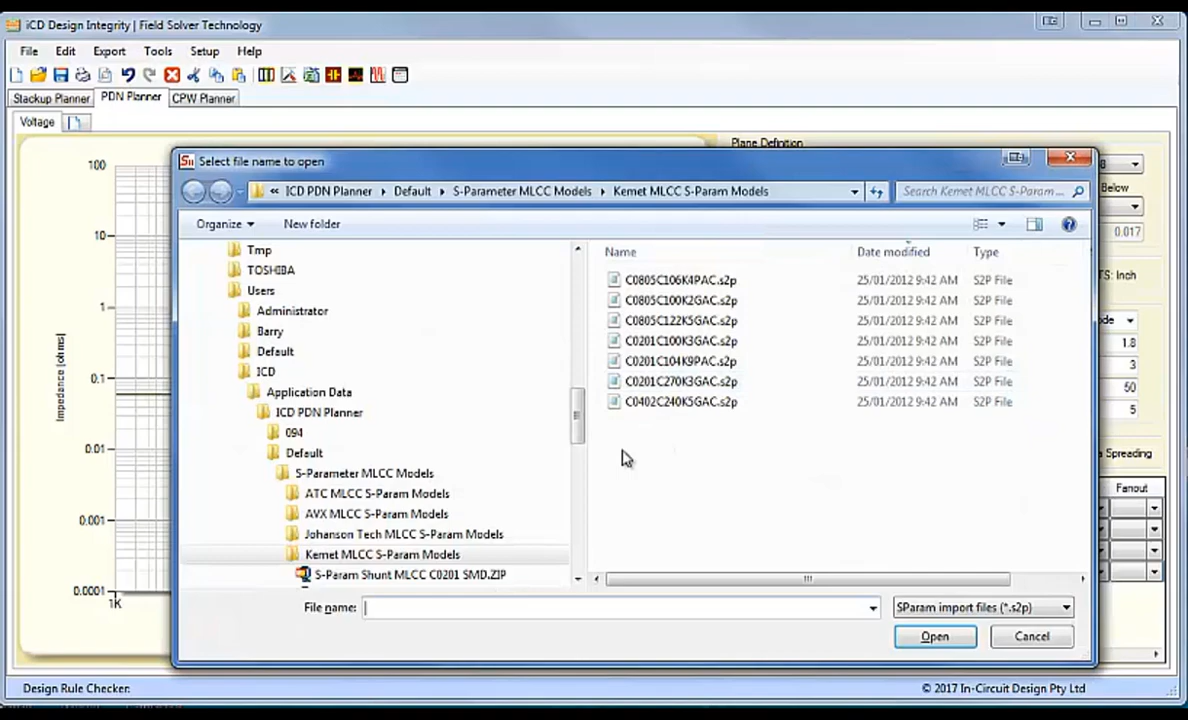 iCD Design Integrity | Field Solver Technology
File Edit Export Tools Setup Help
Stackup Planner PDN Planner CPW Planner
Voltage
Plane Definition
Select file name to open
« ICD PDN Planner Default S-Parameter MLCC Models Kemet MLCC S-Param Models Search Kemet MLCC S-Param...
Below
Organize New folder
0.017
Name Date modified Type
Tmp
TOSHIBA
Users
Administrator
Barry
Default
ICD
Application Data
ICD PDN Planner
094
Default
S-Parameter MLCC Models
ATC MLCC S-Param Models
AVX MLCC S-Param Models
Johanson Tech MLCC S-Param Models
Kemet MLCC S-Param Models
S-Param Shunt MLCC C0201 SMD.ZIP
C0805C106K4PAC.s2p 25/01/2012 9:42 AM S2P File
C0805C100K2GAC.s2p 25/01/2012 9:42 AM S2P File
C0805C122K5GAC.s2p 25/01/2012 9:42 AM S2P File
C0201C100K3GAC.s2p 25/01/2012 9:42 AM S2P File
C0201C104K9PAC.s2p 25/01/2012 9:42 AM S2P File
C0201C270K3GAC.s2p 25/01/2012 9:42 AM S2P File
C0402C240K5GAC.s2p 25/01/2012 9:42 AM S2P File
File name: SParam import files (*.s2p)
Open Cancel
Impedance [ohms]
100
10
1
0.1
0.01
0.001
0.0001
1K
TS: Inch
de
1.8
3
50
5
Spreading
Fanout
Design Rule Checker: © 2017 In-Circuit Design Pty Ltd